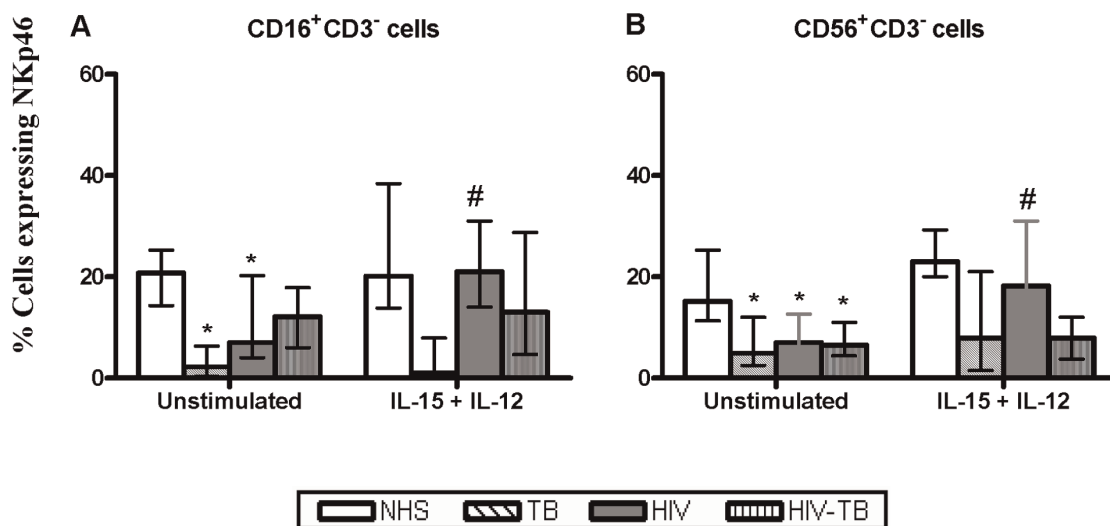 A
CD16+CD3- cells
B
CD56+CD3- cells
% Cells expressing NKp46
60
40
20
0
*
*
#
Unstimulated
IL-15 + IL-12
60
40
20
0
*
*
*
#
Unstimulated
IL-15 + IL-12
NHS
TB
HIV
HIV-TB